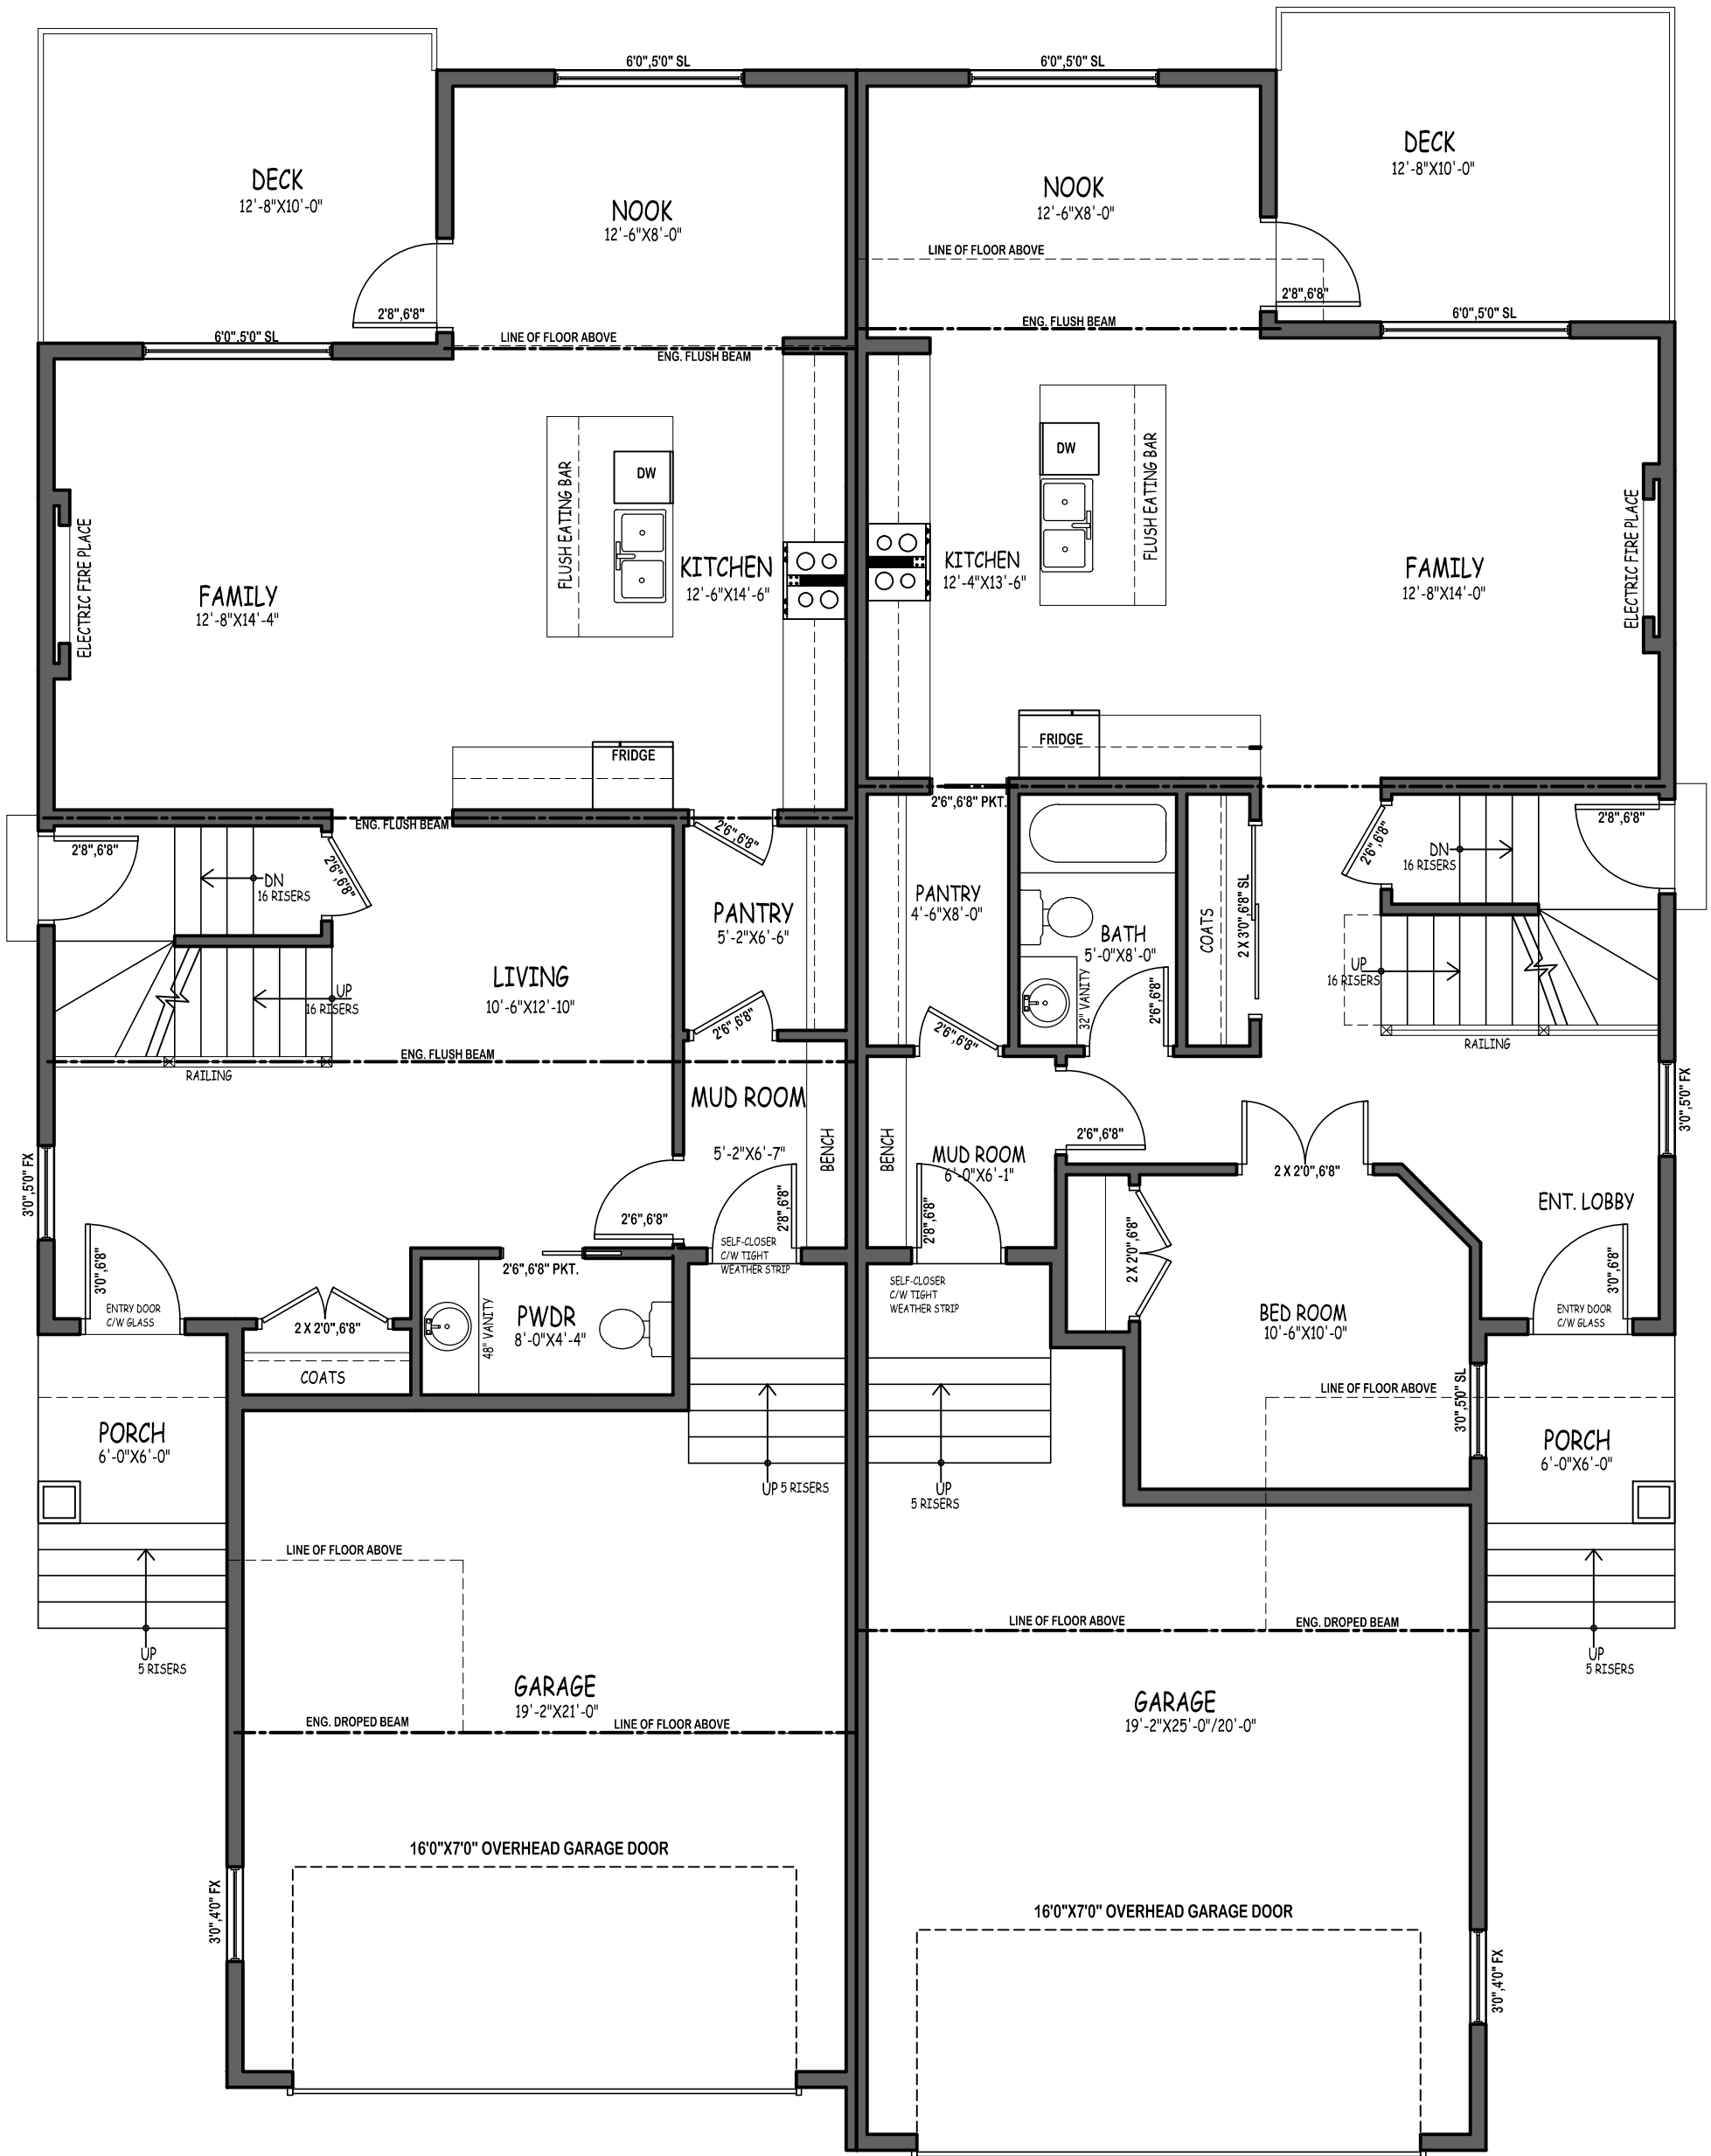 6'0",5'0" SL
6'0",5'0" SL
DECK
12'-8"X10'-0"
NOOK
12'-6"X8'-0"
NOOK
12'-6"X8'-0"
DECK
12'-8"X10'-0"
LINE OF FLOOR ABOVE
2'8",6'8"
2'8",6'8"
6'0",5'0" SL
6'0",5'0" SL
LINE OF FLOOR ABOVE
ENG. FLUSH BEAM
ENG. FLUSH BEAM
FLUSH EATING BAR
DW
DW
FLUSH EATING BAR
ELECTRIC FIRE PLACE
FAMILY
12'-8"X14'-4"
KITCHEN
12'-6"X14'-6"
KITCHEN
12'-4"X13'-6"
FAMILY
12'-8"X14'-0"
ELECTRIC FIRE PLACE
FRIDGE
FRIDGE
ENG. FLUSH BEAM
2'6",6'8" PKT.
2'8",6'8"
2'6",6'8"
2'6",6'8"
2'6",6'8"
2'8",6'8"
DN
16 RISERS
DN
16 RISERS
PANTRY
5'-2"X6'-6"
PANTRY
4'-6"X8'-0"
BATH
5'-0"X8'-0"
COATS
2 X 3'0",6'8" SL
LIVING
10'-6"X12'-10"
UP
16 RISERS
UP
16 RISERS
32" VANITY
2'6",6'8"
2'6",6'8"
2'6",6'8"
ENG. FLUSH BEAM
RAILING
RAILING
MUD ROOM
5'-2"X6'-7"
BENCH
BENCH
MUD ROOM
6'-0"X6'-1"
2'6",6'8"
2 X 2'0",6'8"
3'0",5'0" FX
3'0",5'0" FX
2'6",6'8"
2'8",6'8"
2'8",6'8"
2 X 2'0",6'8"
ENT. LOBBY
3'0",6'8"
3'0",6'8"
SELF-CLOSER
C/W TIGHT
WEATHER STRIP
SELF-CLOSER
C/W TIGHT
WEATHER STRIP
2'6",6'8" PKT.
ENTRY DOOR
C/W GLASS
ENTRY DOOR
C/W GLASS
2 X 2'0",6'8"
48" VANITY
PWDR
8'-0"X4'-4"
BED ROOM
10'-6"X10'-0"
COATS
LINE OF FLOOR ABOVE
3'0",5'0" SL
PORCH
6'-0"X6'-0"
PORCH
6'-0"X6'-0"
UP 5 RISERS
UP
5 RISERS
LINE OF FLOOR ABOVE
LINE OF FLOOR ABOVE
ENG. DROPED BEAM
UP
5 RISERS
UP
5 RISERS
GARAGE
19'-2"X21'-0"
GARAGE
19'-2"X25'-0"/20'-0"
ENG. DROPED BEAM
LINE OF FLOOR ABOVE
16'0"X7'0" OVERHEAD GARAGE DOOR
16'0"X7'0" OVERHEAD GARAGE DOOR
3'0",4'0" FX
3'0",4'0" FX